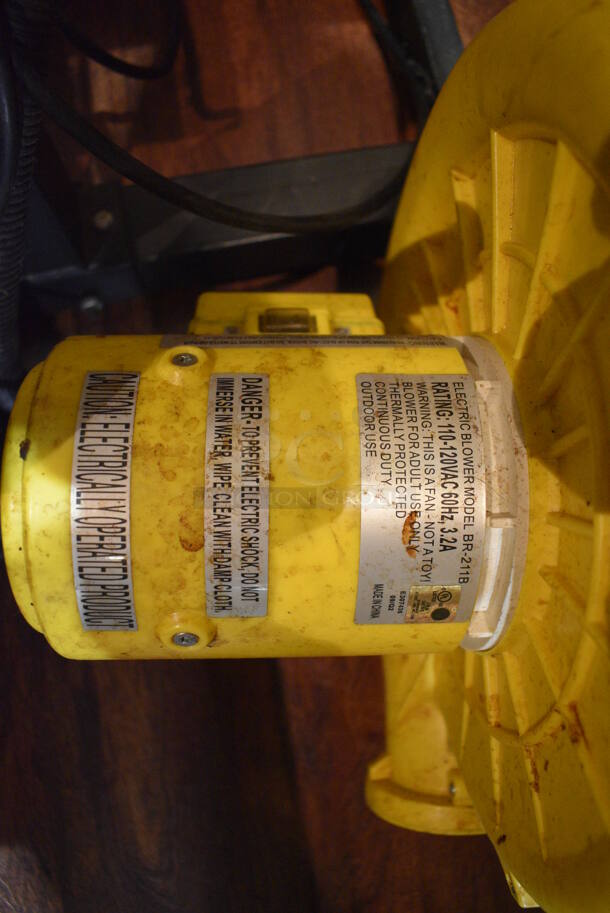 ELECTRIC BLOWER MODEL BR-211B
RATING: 110-120VAC 60Hz, 3.2A
WARNING: THIS IS A FAN - NOT A TOY!
BLOWER FOR ADULT USE ONLY
THERMALLY PROTECTED
CONTINUOUS DUTY
OUTDOOR USE
MADE IN CHINA
DANGER - TO PREVENT ELECTRIC SHOCK, DO NOT
IMMERSE IN WATER, WIPE CLEAN WITH DAMP CLOTH.
CAUTION: ELECTRICALLY OPERATED PRODUCT